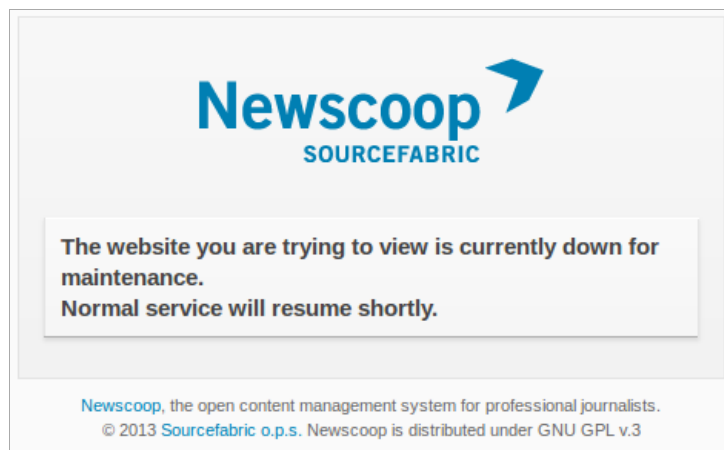 Newscoop
SOURCEFABRIC
The website you are trying to view is currently down for
maintenance.
Normal service will resume shortly.
Newscoop, the open content management system for professional journalists.
© 2013 Sourcefabric o.p.s. Newscoop is distributed under GNU GPL v.3